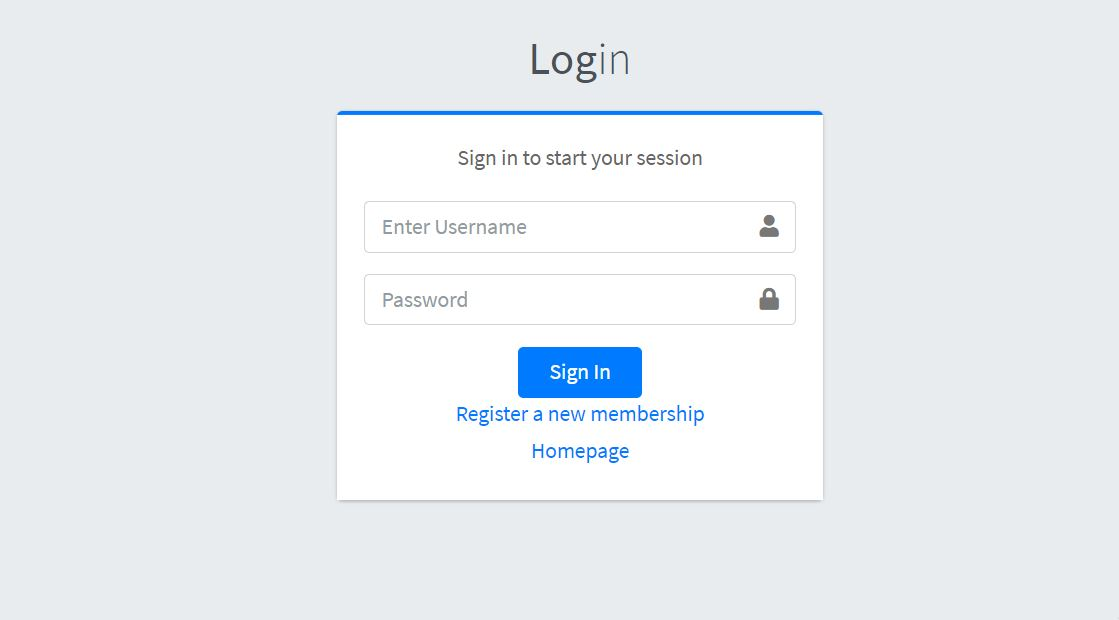 Login
Sign in to start your session
Enter Username
Password
Sign In
Register a new membership
Homepage